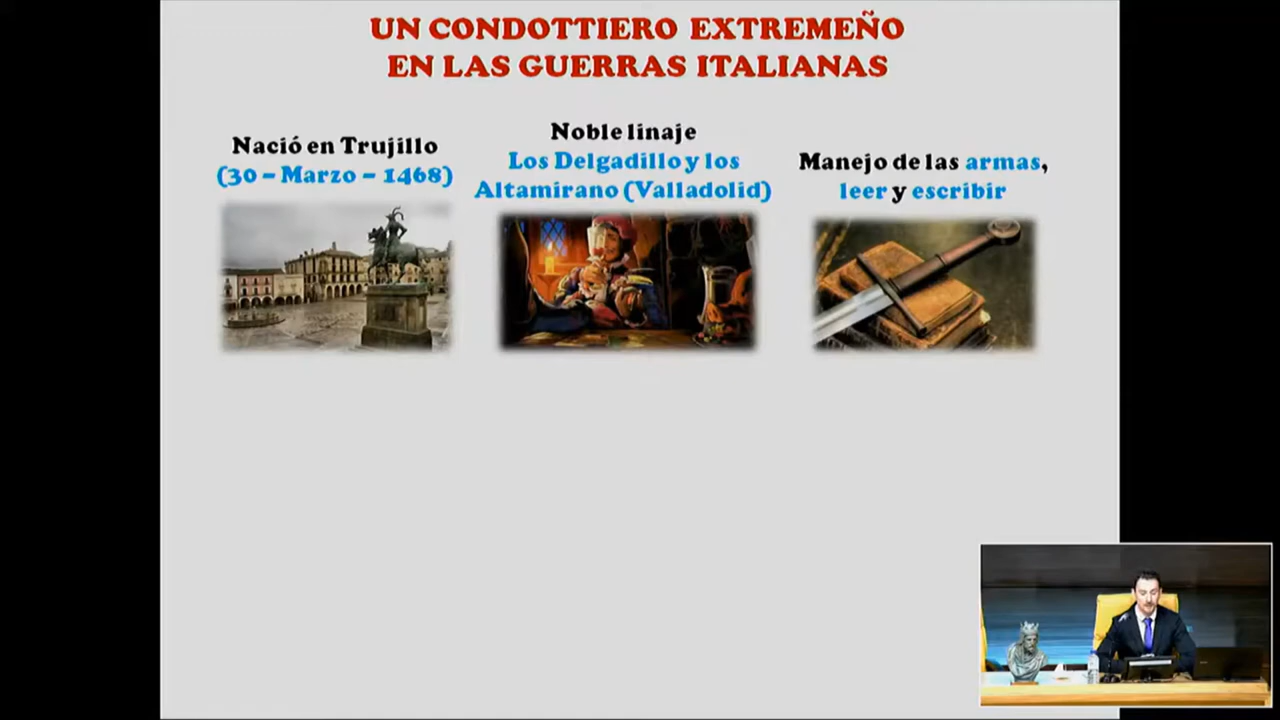 UN CONDOTTIERO EXTREMEÑO
EN LAS GUERRAS ITALIANAS
Nació en Trujillo
(30 – Marzo – 1468)
Noble linaje
Los Delgadillo y los
Altamirano (Valladolid)
Manejo de las armas,
leer y escribir